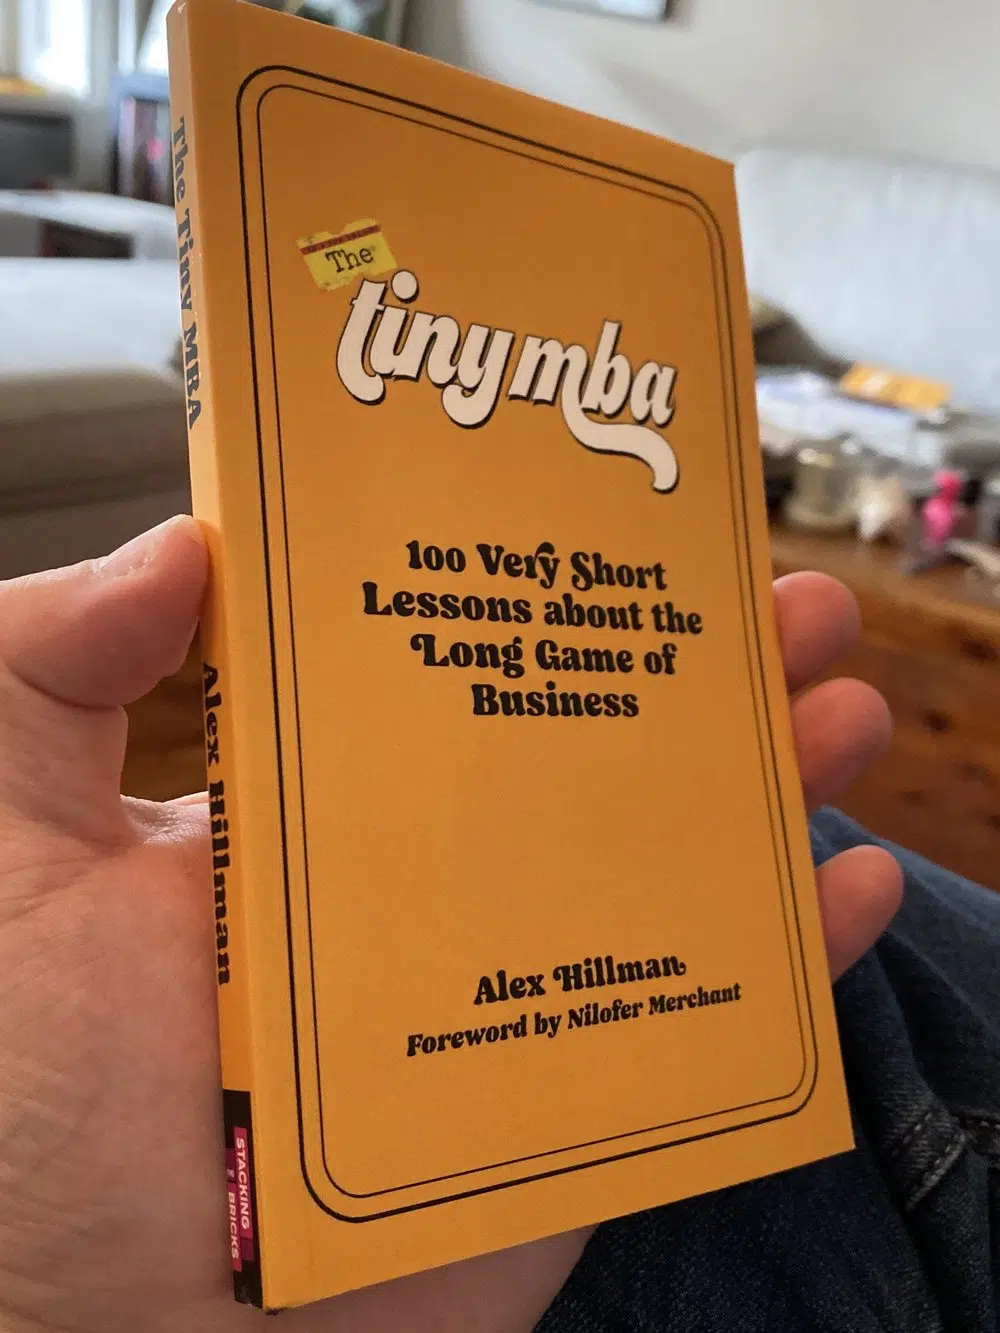 The
tinymba
100 Very Short
Lessons about the
Long Game of
Business
Alex Hillman
Foreword by Nilofer Merchant
The Tiny MBA
Alex Hillman
STACKING
THE
BRICKS